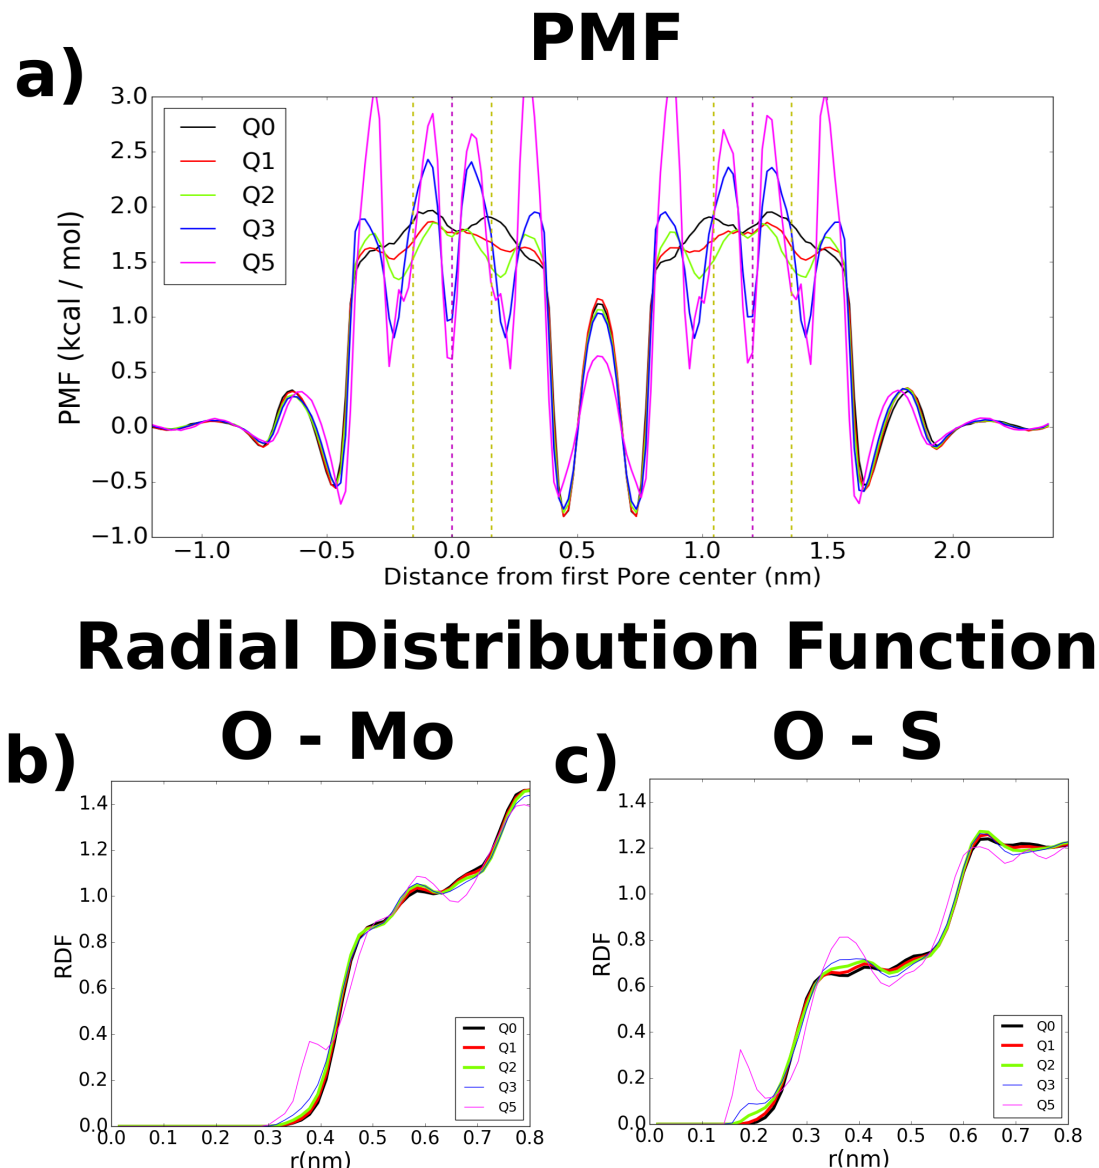 PMF
a)
3.0
2.5
2.0
1.5
1.0
0.5
0.0
−0.5
−1.0
PMF (kcal / mol)
Q0
Q1
Q2
Q3
Q5
−1.0 −0.5 0.0 0.5 1.0 1.5 2.0
Distance from first Pore center (nm)
Radial Distribution Function
b) O - Mo
1.4
1.2
1.0
0.8
0.6
0.4
0.2
0.0
RDF
Q0
Q1
Q2
Q3
Q5
0.0 0.1 0.2 0.3 0.4 0.5 0.6 0.7 0.8
r(nm)
c) O - S
1.4
1.2
1.0
0.8
0.6
0.4
0.2
0.0
RDF
Q0
Q1
Q2
Q3
Q5
0.0 0.1 0.2 0.3 0.4 0.5 0.6 0.7 0.8
r(nm)